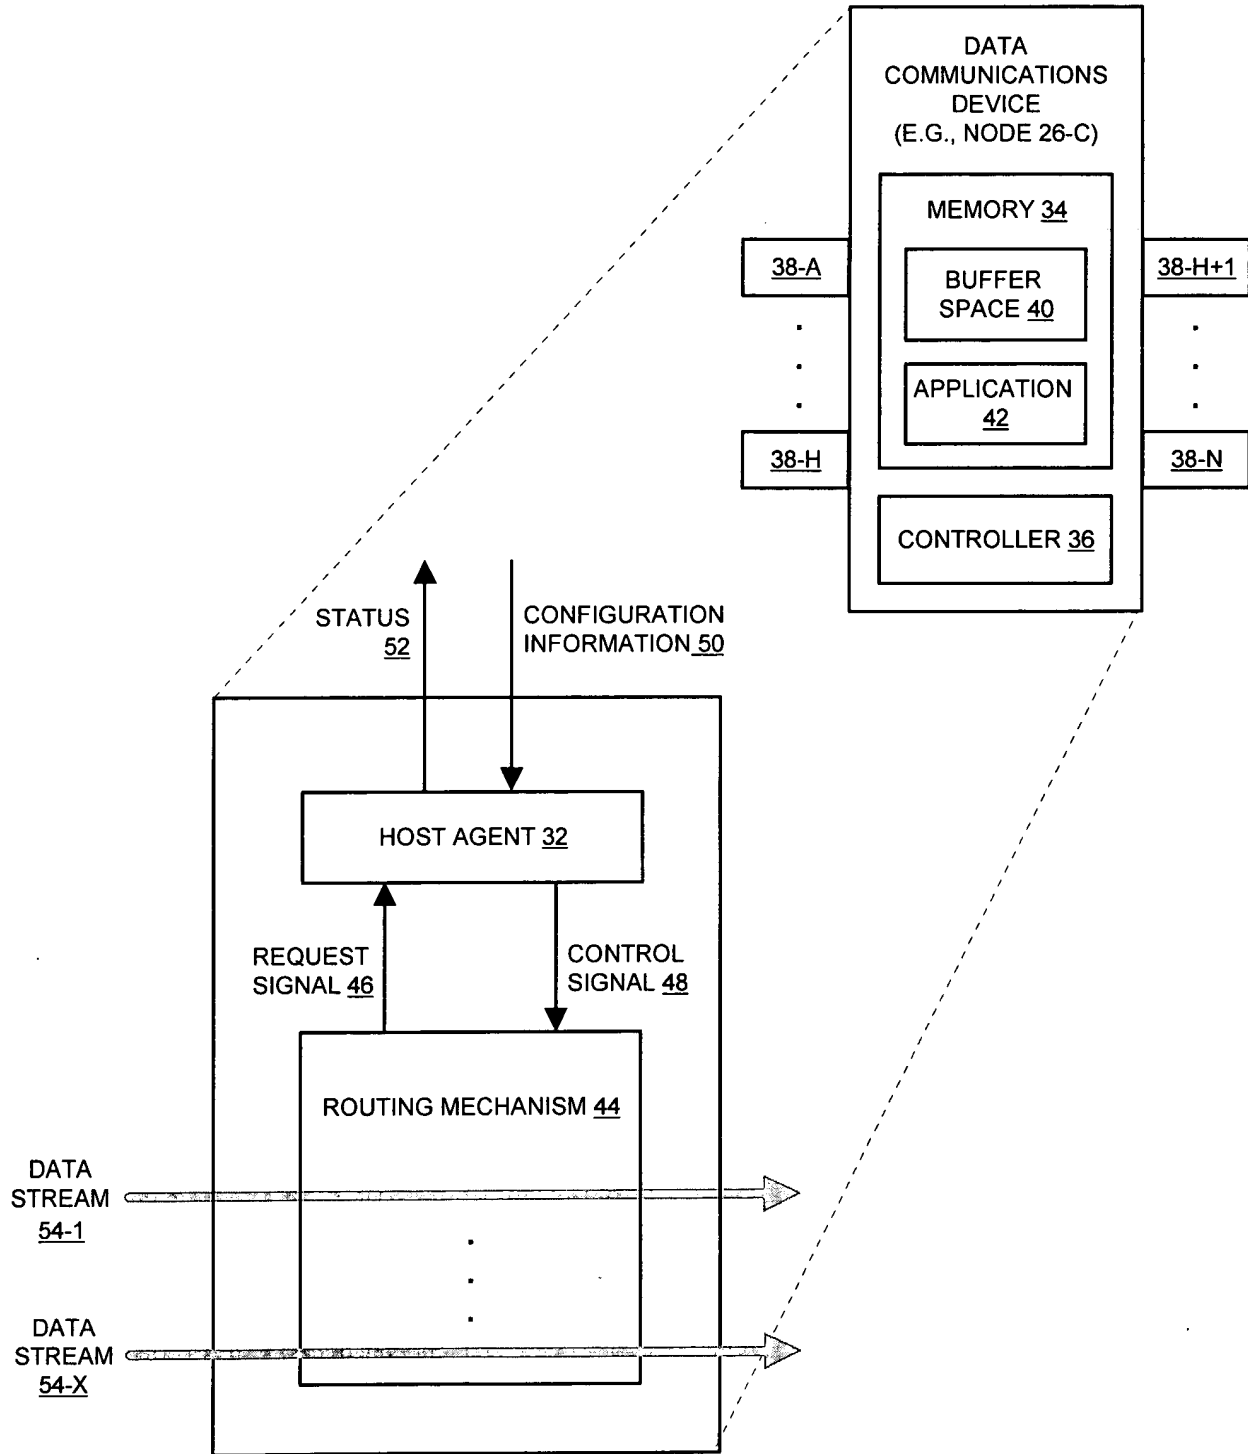 DATA
COMMUNICATIONS
DEVICE
(E.G., NODE 26-C)
MEMORY 34
38-A
38-H+1
BUFFER
SPACE 40
APPLICATION
42
38-H
38-N
CONTROLLER 36
STATUS
52
CONFIGURATION
INFORMATION 50
HOST AGENT 32
REQUEST
SIGNAL 46
CONTROL
SIGNAL 48
ROUTING MECHANISM 44
DATA
STREAM
54-1
DATA
STREAM
54-X